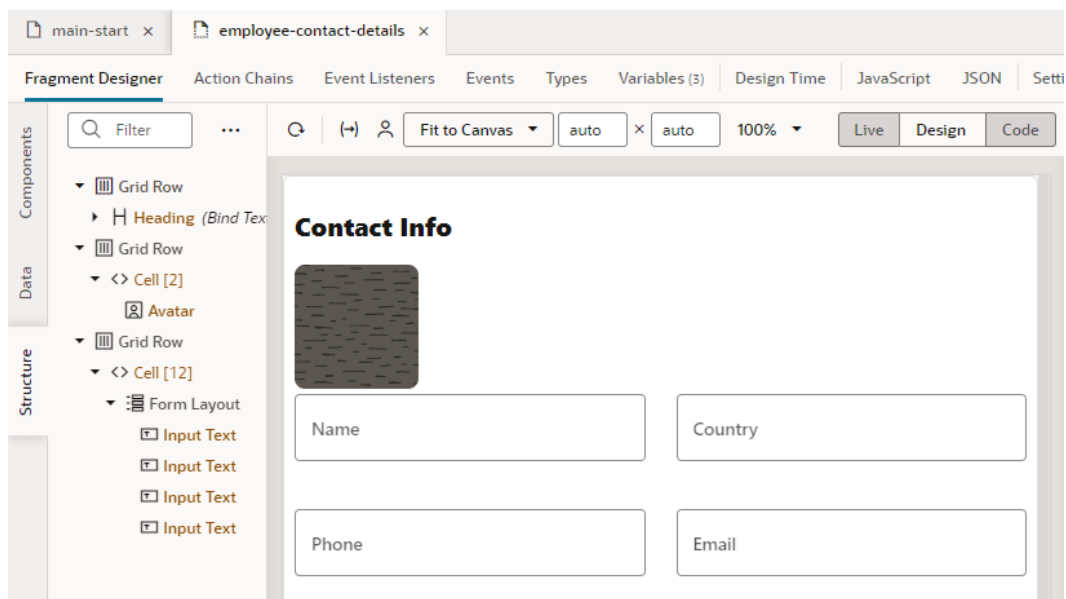 main-start × employee-contact-details ×
Fragment Designer Action Chains Event Listeners Events Types Variables (3) Design Time JavaScript JSON Setti
Components
Data
Structure
Filter ...
Fit to Canvas auto × auto 100% Live Design Code
Grid Row
Heading (Bind Tex
Grid Row
Cell [2]
Avatar
Grid Row
Cell [12]
Form Layout
Input Text
Input Text
Input Text
Input Text
Contact Info
Name Country
Phone Email